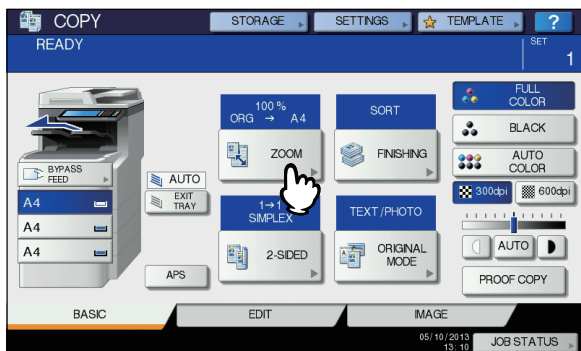 COPY
STORAGE
SETTINGS
TEMPLATE
?
READY
SET
1
100 %
ORG → A4
ZOOM
SORT
FINISHING
FULL
COLOR
BLACK
AUTO
COLOR
300dpi
600dpi
BYPASS
FEED
A4
A4
A4
AUTO
EXIT
TRAY
APS
1→1
SIMPLEX
2-SIDED
TEXT/PHOTO
ORIGINAL
MODE
AUTO
PROOF COPY
BASIC
EDIT
IMAGE
05/10/2013
13:10
JOB STATUS